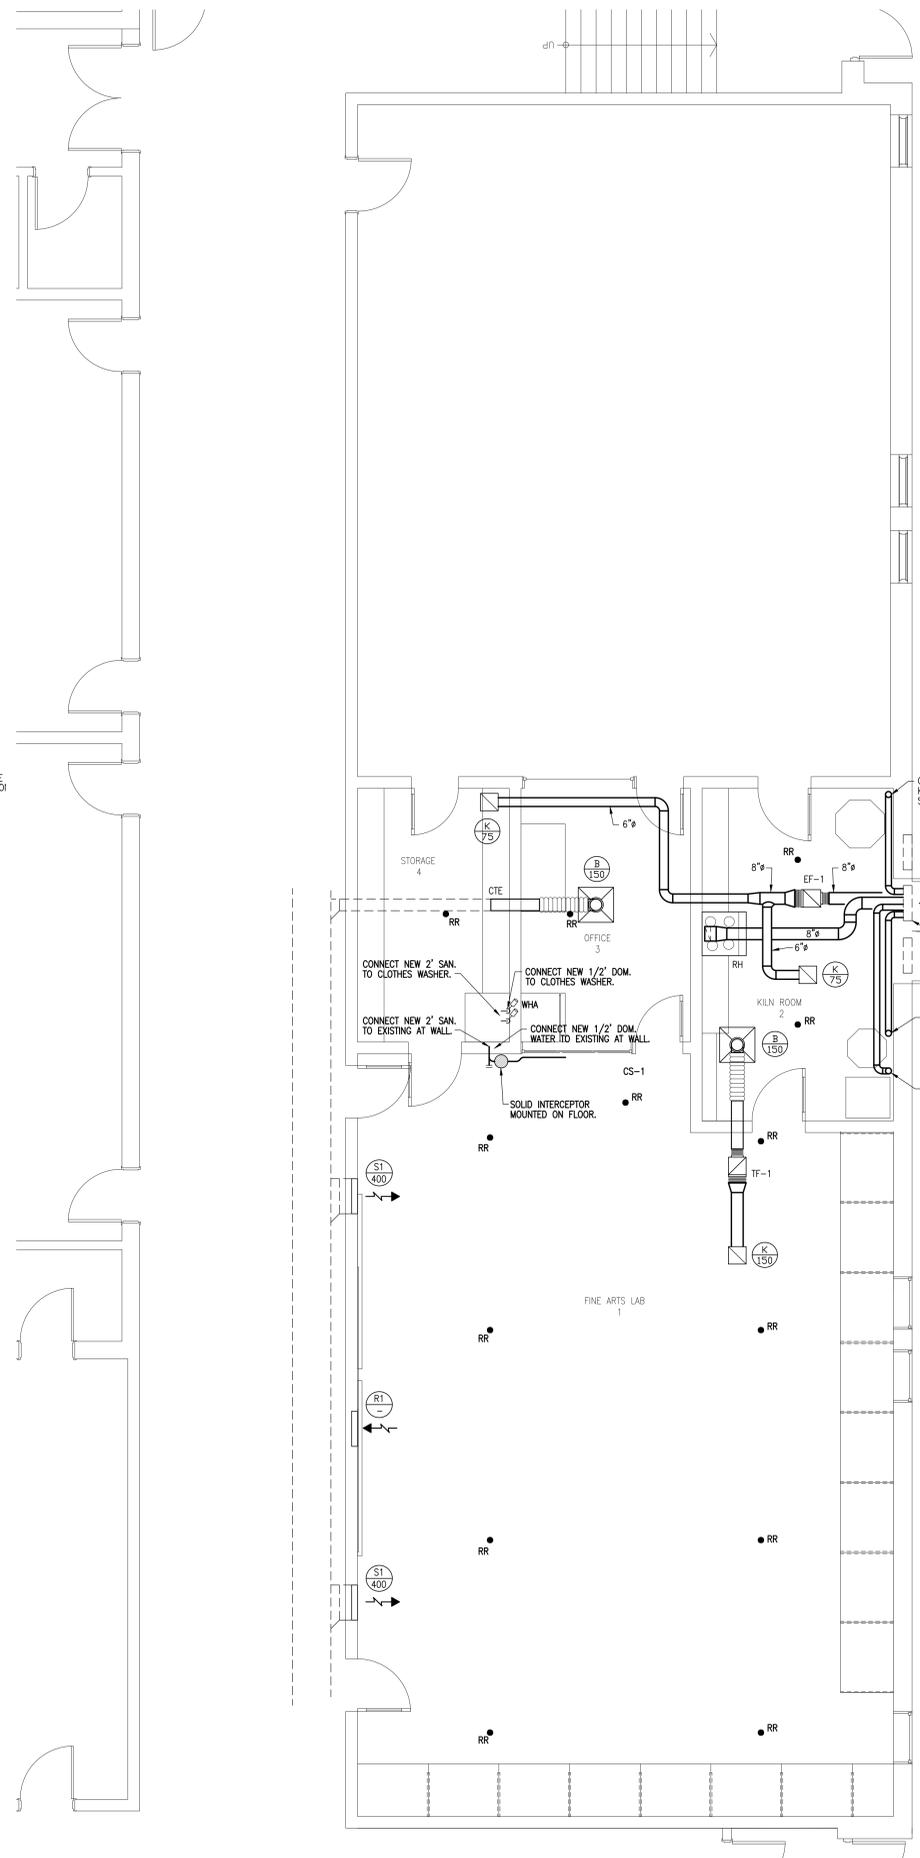 UP
K
75
6"ø
STORAGE
4
B
150
RR
8"ø
EF-1
8"ø
CTE
RR
RR
OFFICE
3
8"ø
6"ø
RH
K
75
CONNECT NEW 2' SAN.
TO CLOTHES WASHER.
CONNECT NEW 1/2' DOM.
TO CLOTHES WASHER.
WHA
KILN ROOM
2
RR
CONNECT NEW 2' SAN.
TO EXISTING AT WALL.
CONNECT NEW 1/2' DOM.
WATER TO EXISTING AT WALL.
B
150
CS-1
RR
SOLID INTERCEPTOR
MOUNTED ON FLOOR.
RR
RR
S1
400
TF-1
K
150
FINE ARTS LAB
1
RR
RR
R1
-
RR
RR
S1
400
RR
RR